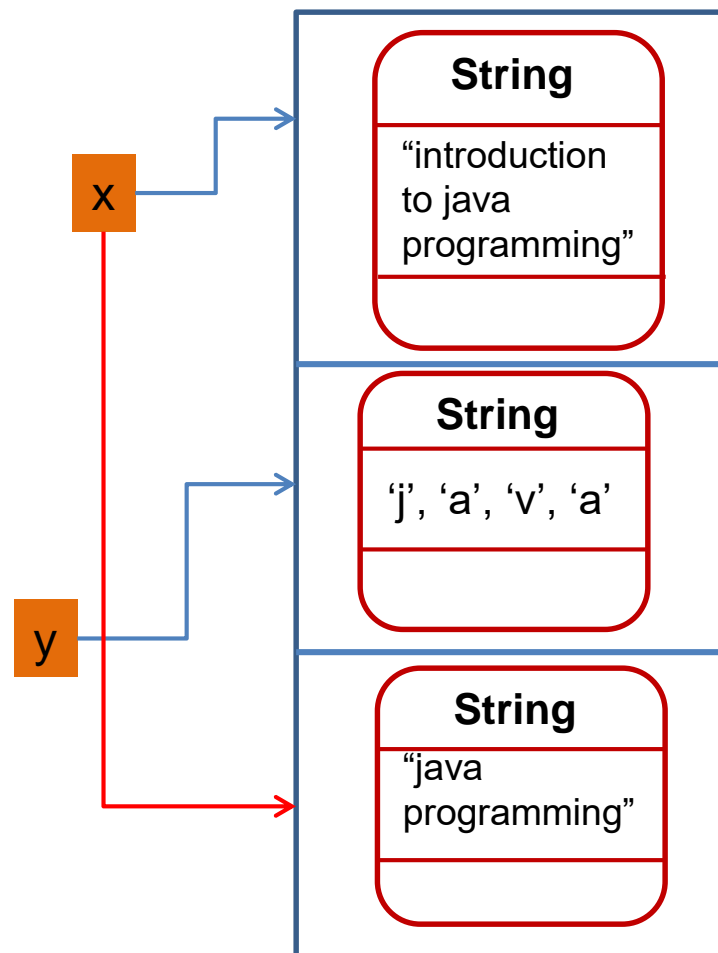 String
“introduction
to java
programming”
x
String
‘j’, ‘a’, ‘v’, ‘a’
y
String
“java
programming”